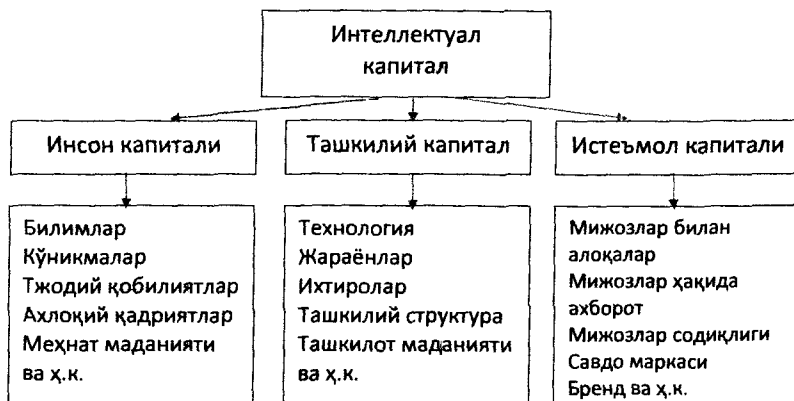 Интеллектуал
капитал
Инсон капитали
Ташкилий капитал
Истеъмол капитали
Билимлар
Кўникмалар
Тжодий қобилиятлар
Ахлоқий қадриятлар
Меҳнат маданияти
ва ҳ.к.
Технология
Жараёнлар
Ихтиролар
Ташкилий структура
Ташкилот маданияти
ва ҳ.к.
Мижозлар билан
алоқалар
Мижозлар ҳақида
ахборот
Мижозлар содиқлиги
Савдо маркаси
Бренд ва ҳ.к.